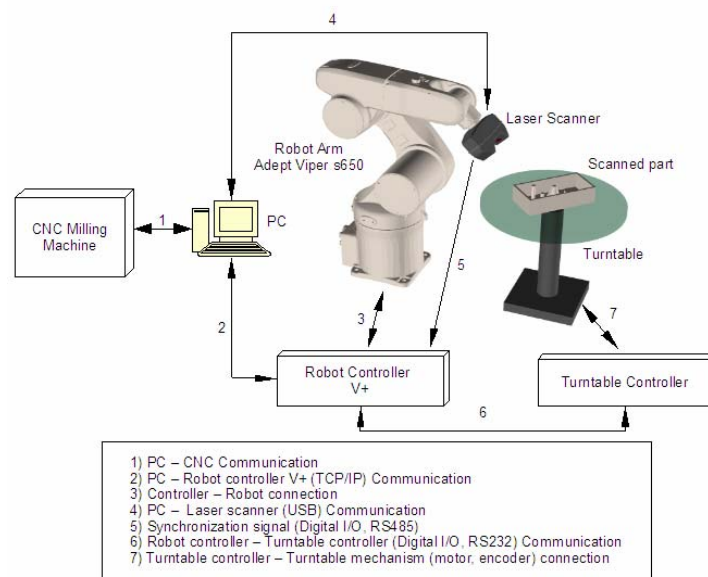 4
Laser Scanner
Robot Arm
Adept Viper s650
Scanned part
CNC Milling
Machine
1
PC
Turntable
5
2
3
7
Robot Controller
V+
Turntable Controller
6
1) PC – CNC Communication
2) PC – Robot controller V+ (TCP/IP) Communication
3) Controller – Robot connection
4) PC – Laser scanner (USB) Communication
5) Synchronization signal (Digital I/O, RS485)
6) Robot controller – Turntable controller (Digital I/O, RS232) Communication
7) Turntable controller – Turntable mechanism (motor, encoder) connection